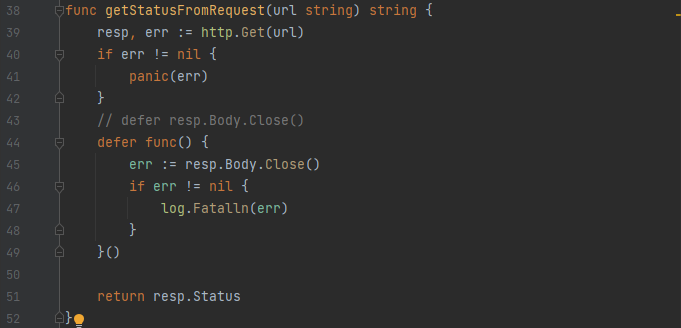 38 func getStatusFromRequest(url string) string {
39 resp, err := http.Get(url)
40 if err != nil {
41 panic(err)
42 }
43 // defer resp.Body.Close()
44 defer func() {
45 err := resp.Body.Close()
46 if err != nil {
47 log.Fatalln(err)
48 }
49 }()
50
51 return resp.Status
52 }